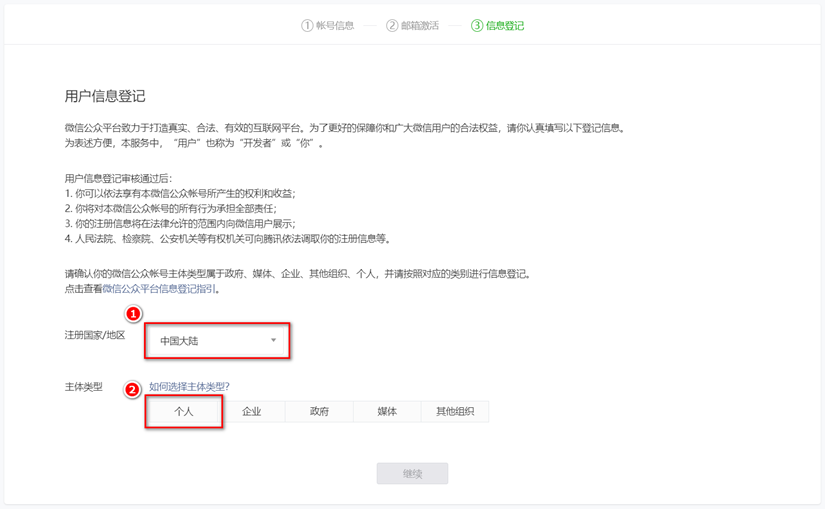 ① 帐号信息 ② 邮箱激活 ③ 信息登记
用户信息登记
微信公众平台致力于打造真实、合法、有效的互联网平台。为了更好的保障你和广大微信用户的合法权益，请你认真填写以下登记信息。
为表述方便，本服务中，“用户”也称为“开发者”或“你”。
用户信息登记审核通过后：
1. 你可以依法享有本微信公众帐号所产生的权利和收益；
2. 你将对本微信公众帐号的所有行为承担全部责任；
3. 你的注册信息将在法律允许的范围内向微信用户展示；
4. 人民法院、检察院、公安机关等有权机关可向腾讯依法调取你的注册信息等。
请确认你的微信公众帐号主体类型属于政府、媒体、企业、其他组织、个人，并请按照对应的类别进行信息登记。
点击查看微信公众平台信息登记指引。
1
注册国家/地区 中国大陆
主体类型 2 如何选择主体类型?
个人 企业 政府 媒体 其他组织
继续